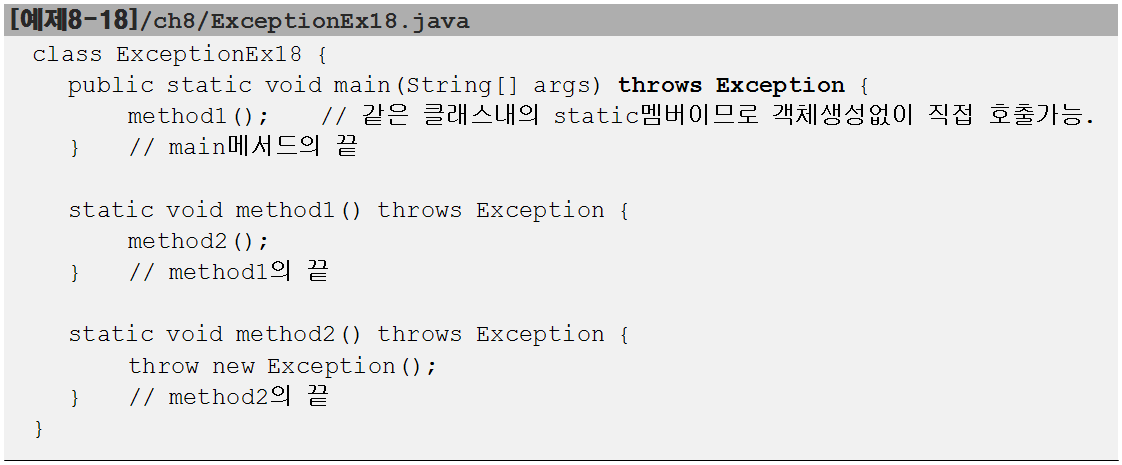 [예제8-18]/ch8/ExceptionEx18.java
class ExceptionEx18 {
public static void main(String[] args) throws Exception {
method1(); // 같은 클래스내의 static멤버이므로 객체생성없이 직접 호출가능.
} // main메서드의 끝
static void method1() throws Exception {
method2();
} // method1의 끝
static void method2() throws Exception {
throw new Exception();
} // method2의 끝
}